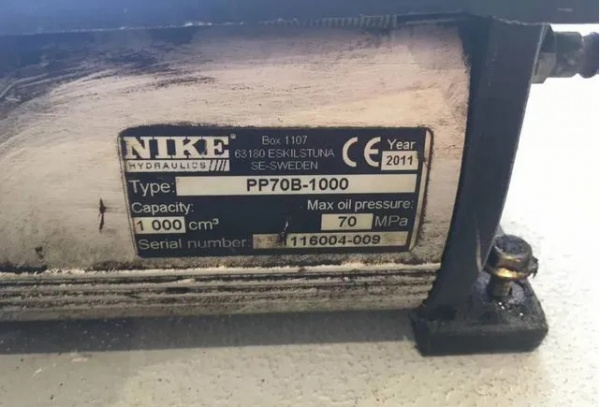 NIKE®
HYDRAULICS
Box 1107
63180 ESKILSTUNA
SE-SWEDEN
CE
Year
2011
Type: PP70B-1000
Capacity:
1 000 cm³
Max oil pressure:
70 MPa
Serial number: 116004-009